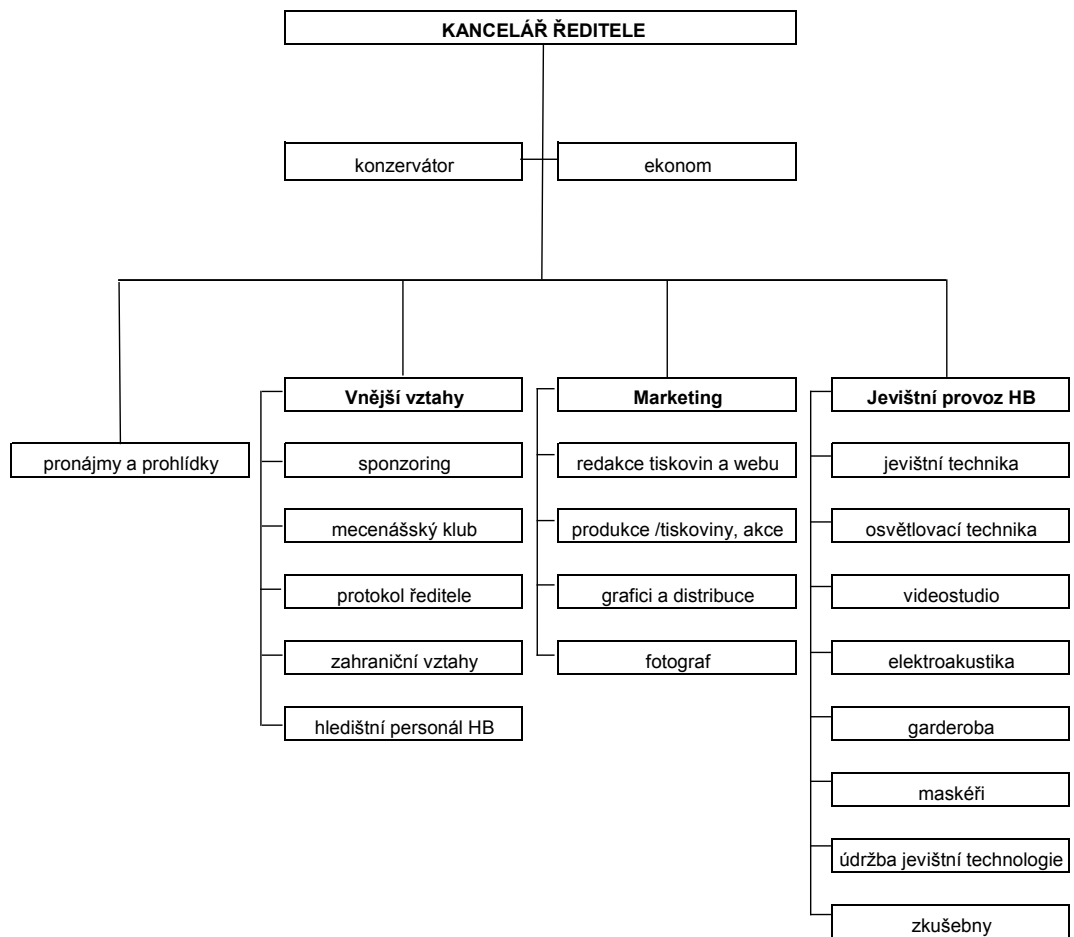 KANCELÁŘ ŘEDITELE
konzervátor
ekonom
pronájmy a prohlídky
Vnější vztahy
sponzoring
mecenášský klub
protokol ředitele
zahraniční vztahy
hledištní personál HB
Marketing
redakce tiskovin a webu
produkce /tiskoviny, akce
grafici a distribuce
fotograf
Jevištní provoz HB
jevištní technika
osvětlovací technika
videostudio
elektroakustika
garderoba
maskéři
údržba jevištní technologie
zkušebny